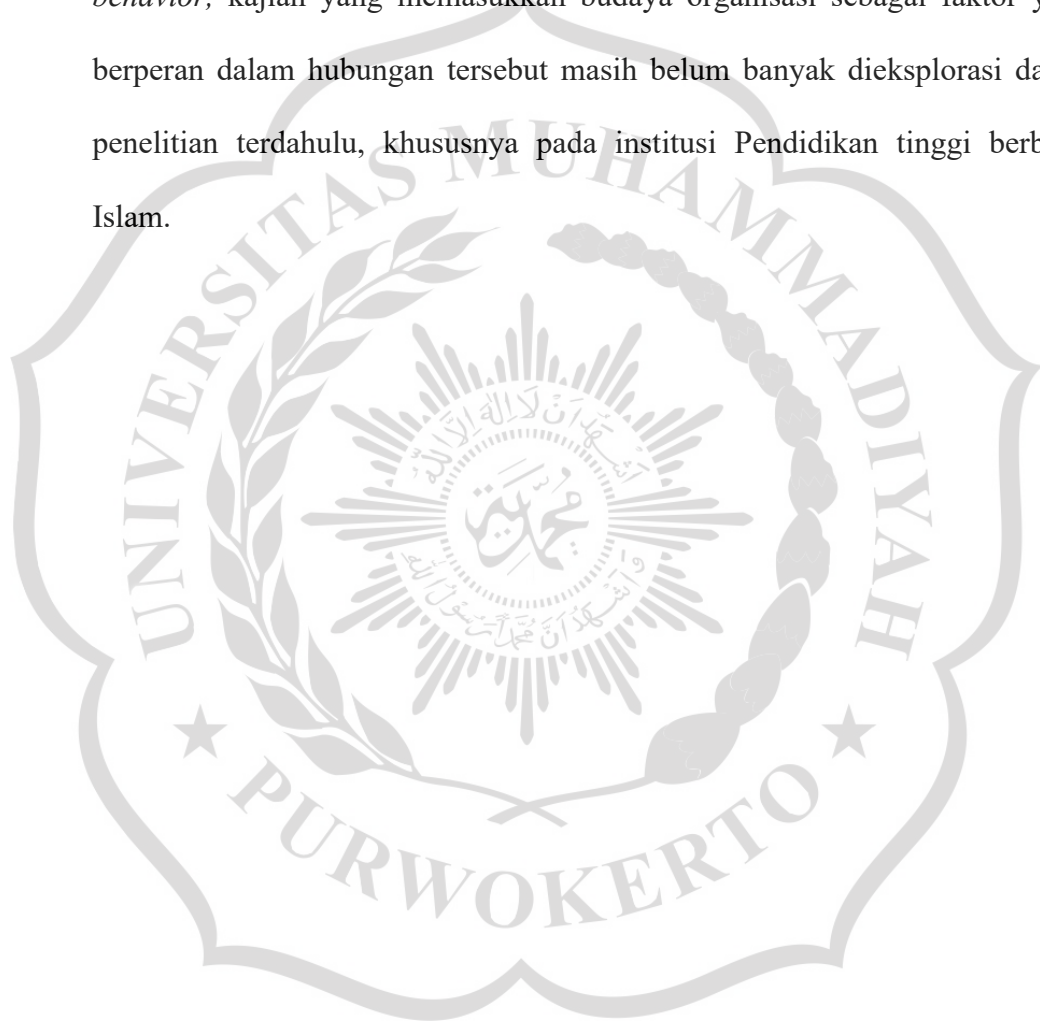 behavior, kajian yang memasukkan budaya organisasi sebagai faktor
berperan dalam hubungan tersebut masih belum banyak dieksplorasi
penelitian terdahulu, khususnya pada institusi Pendidikan tinggi
Islam.
UNIVERSITAS MUHAMMADIYAH
PURWOKERTO